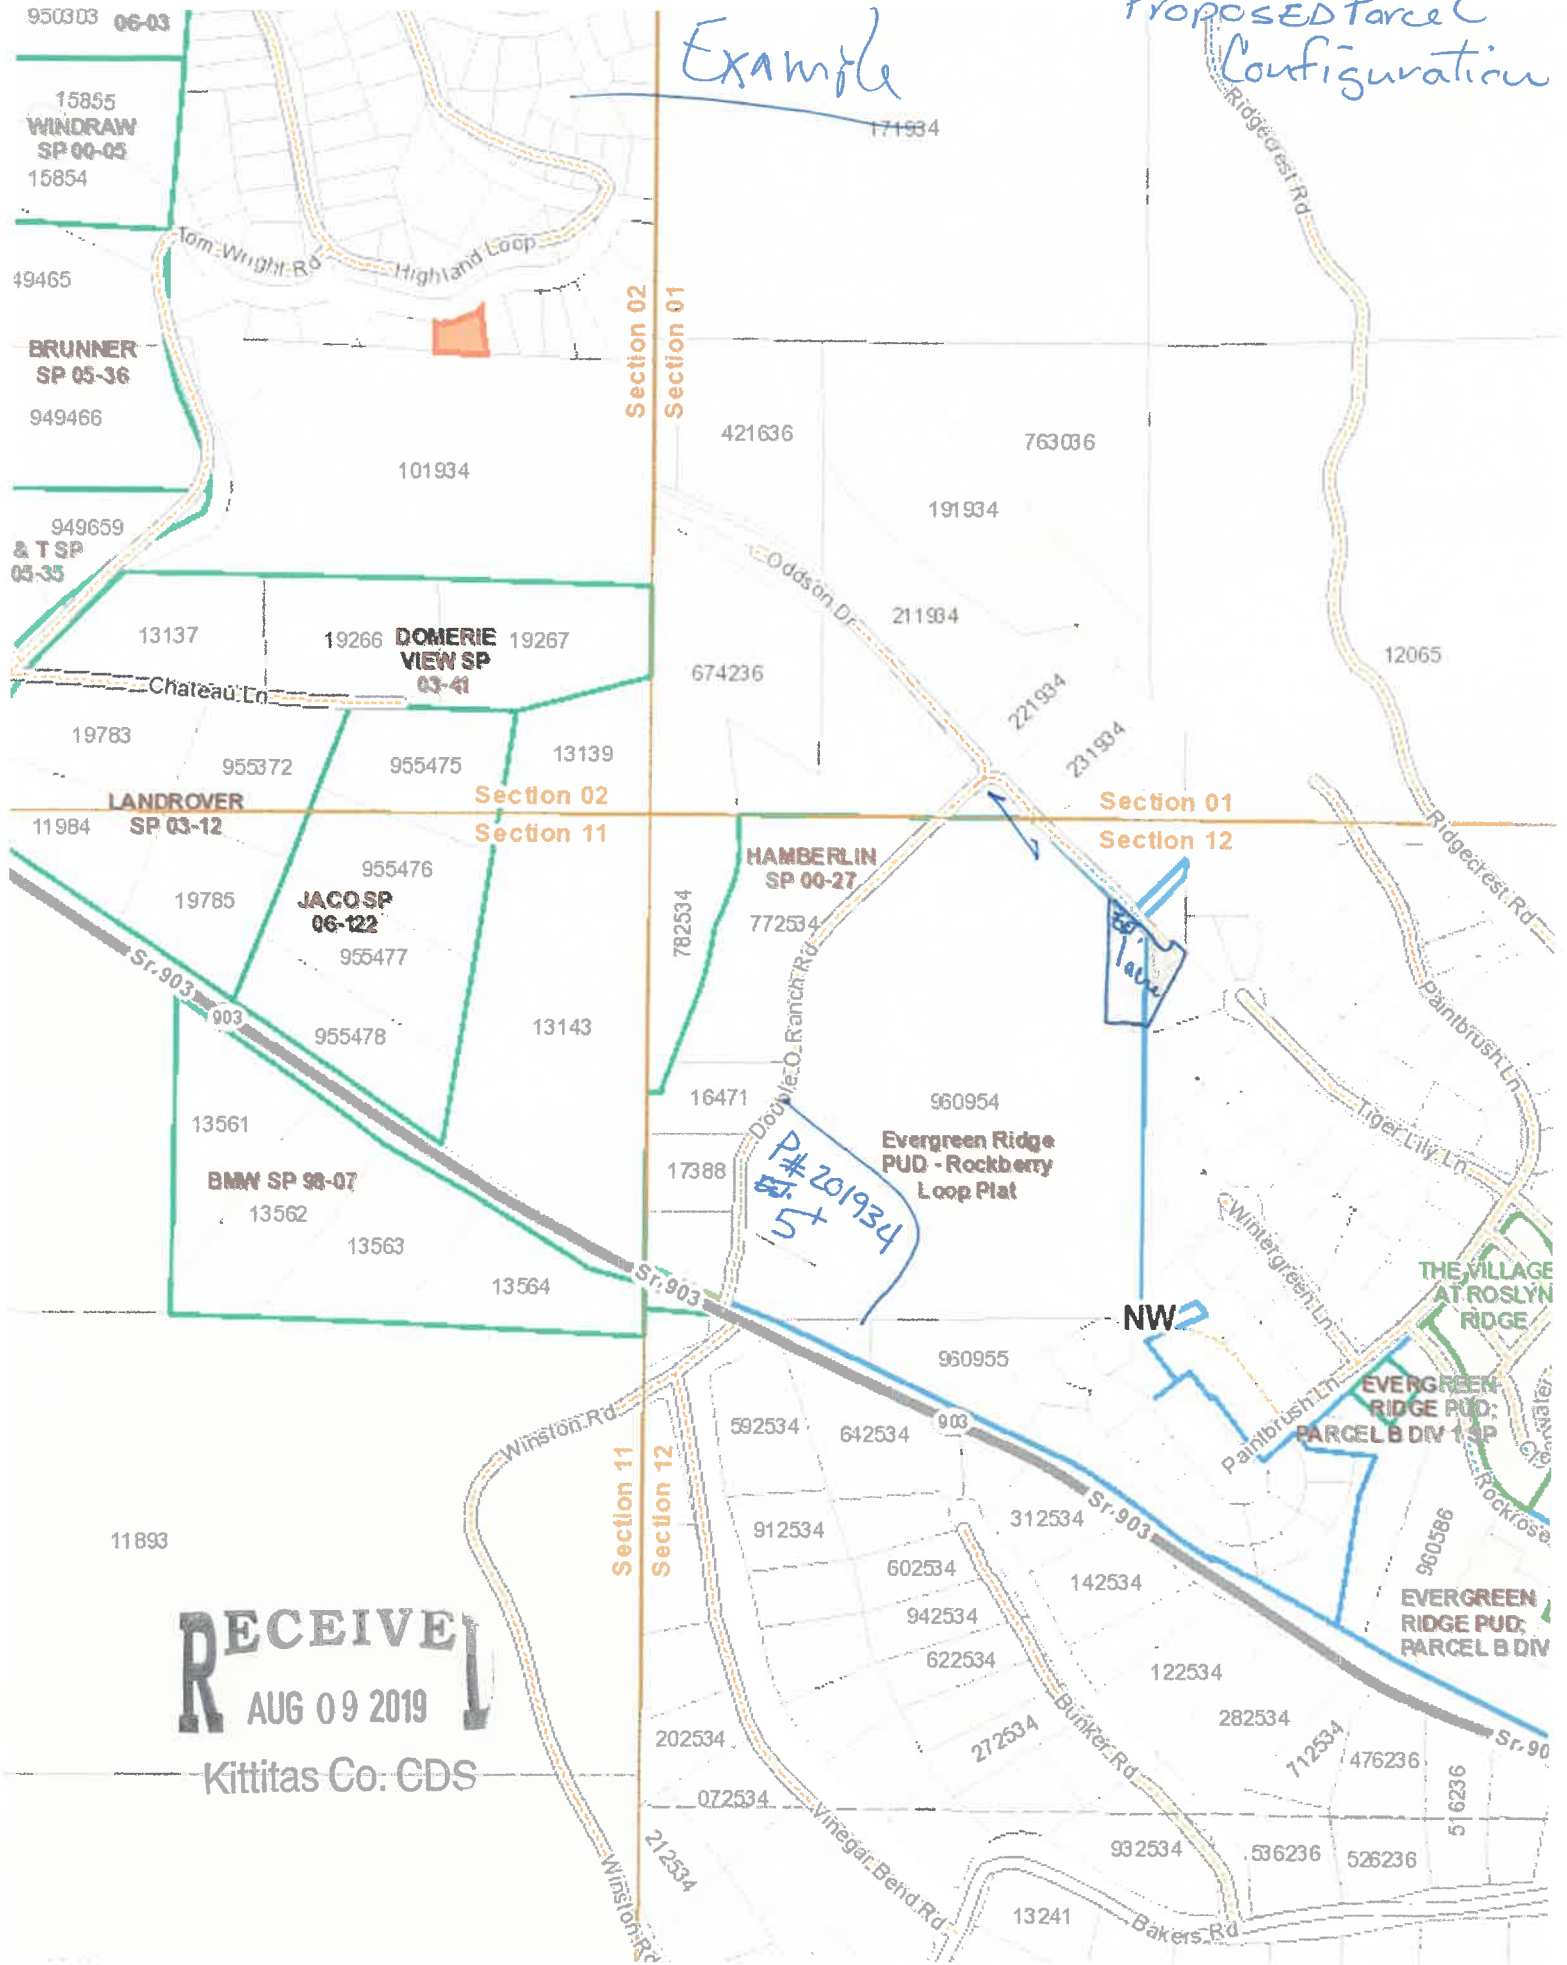 950303 06-03
Example
Proposed Parcel
Configuration
15855
WINDRAW
SP 00-05
15854
171934
Ridgecrest Rd
Tom Wright Rd
Highland Loop
49465
Section 02
Section 01
BRUNNER
SP 05-36
949466
421636
763036
101934
191934
949659
& T SP
05-35
Oddson Dr
211934
13137
19266
DOMERIE
VIEW SP
03-41
19267
674236
12065
Chateau Ln
221934
231934
19783
955372
955475
13139
LANDROVER
SP 03-12
11984
Section 02
Section 11
Section 01
Section 12
Ridgecrest Rd
HAMBERLIN
SP 00-27
955476
19785
JACO SP
06-122
955477
782534
772534
30'
1 acre
Sr-903
903
955478
13143
Double O Ranch Rd
Paintbrush Ln
16471
960954
Evergreen Ridge
PUD - Rockberry
Loop Plat
Tiger Lily Ln
13561
17388
P# 201934
EST.
5+
BMW SP 98-07
13562
13563
13564
Wintergreen Ln
THE VILLAGE
AT ROSLYN
RIDGE
Sr-903
NW
960955
EVERGREEN
RIDGE PUD;
PARCEL B DIV 1 SP
Paintbrush Ln
Winston Rd
592534
642534
903
Section 11
Section 12
Sr-903
Rockrose
11893
912534
312534
960586
602534
142534
942534
EVERGREEN
RIDGE PUD;
PARCEL B DIV
622534
122534
RECEIVED
AUG 09 2019
Kittitas Co. CDS
202534
272534
Bunker Rd
282534
712534
476236
Sr-90
072534
516236
Vinegar Bend Rd
212534
932534
536236
526236
Winston Rd
13241
Bakers Rd